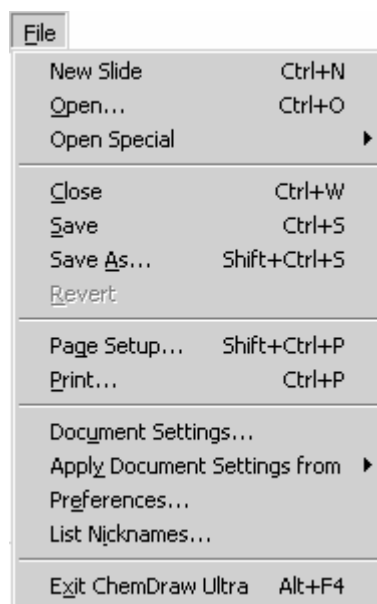 File
New Slide Ctrl+N
Open... Ctrl+O
Open Special
Close Ctrl+W
Save Ctrl+S
Save As... Shift+Ctrl+S
Revert
Page Setup... Shift+Ctrl+P
Print... Ctrl+P
Document Settings...
Apply Document Settings from
Preferences...
List Nicknames...
Exit ChemDraw Ultra Alt+F4